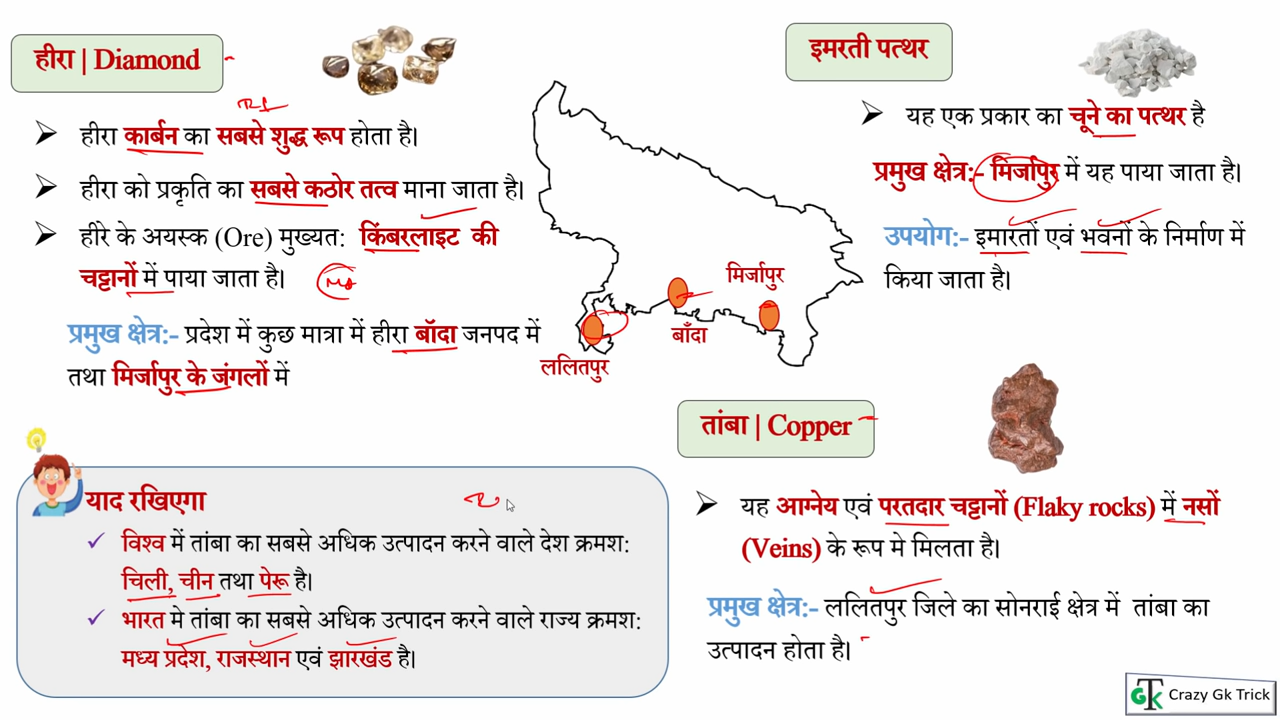 हीरा | Diamond
हीरा कार्बन का सबसे शुद्ध रूप होता है।
हीरा को प्रकृति का सबसे कठोर तत्व माना जाता है।
हीरे के अयस्क (Ore) मुख्यत: किंबरलाइट की
चट्टानों में पाया जाता है।
प्रमुख क्षेत्र:- प्रदेश में कुछ मात्रा में हीरा बॉंदा जनपद में
तथा मिर्जापुर के जंगलों में
इमरती पत्थर
यह एक प्रकार का चूने का पत्थर है
प्रमुख क्षेत्र:- मिर्जापुर में यह पाया जाता है।
उपयोग:- इमारतों एवं भवनों के निर्माण में
किया जाता है।
मिर्जापुर
बाँदा
ललितपुर
तांबा | Copper
यह आग्नेय एवं परतदार चट्टानों (Flaky rocks) में नसों
(Veins) के रूप मे मिलता है।
प्रमुख क्षेत्र:- ललितपुर जिले का सोनराई क्षेत्र में तांबा का
उत्पादन होता है।
याद रखिएगा
विश्व में तांबा का सबसे अधिक उत्पादन करने वाले देश क्रमश:
चिली, चीन तथा पेरू है।
भारत मे तांबा का सबसे अधिक उत्पादन करने वाले राज्य क्रमश:
मध्य प्रदेश, राजस्थान एवं झारखंड है।
GTK Crazy Gk Trick